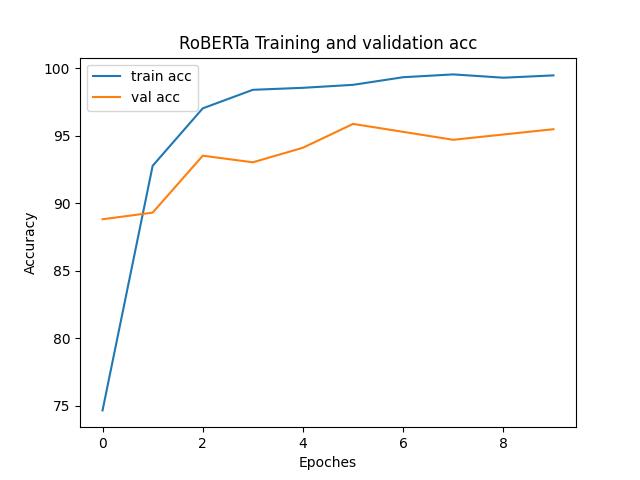 RoBERTa Training and validation acc
train acc
val acc
100
95
90
85
80
75
Accuracy
0 2 4 6 8
Epoches